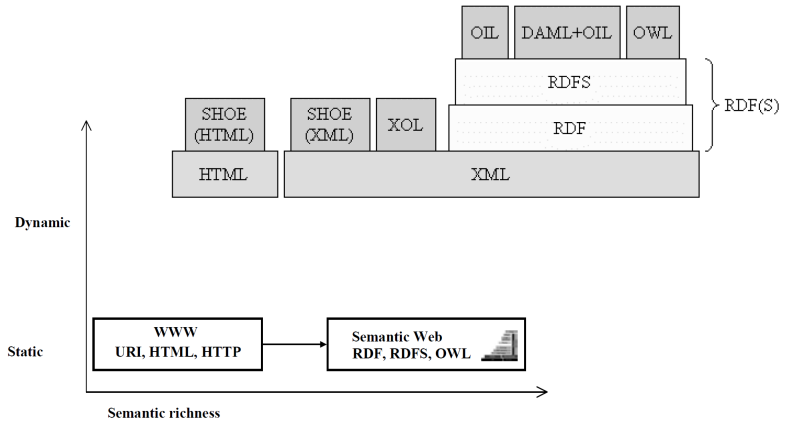 OIL
DAML+OIL
OWL
RDFS
RDF(S)
SHOE
(HTML)
SHOE
(XML)
XOL
RDF
HTML
XML
Dynamic
Static
WWW
URI, HTML, HTTP
Semantic Web
RDF, RDFS, OWL
Semantic richness